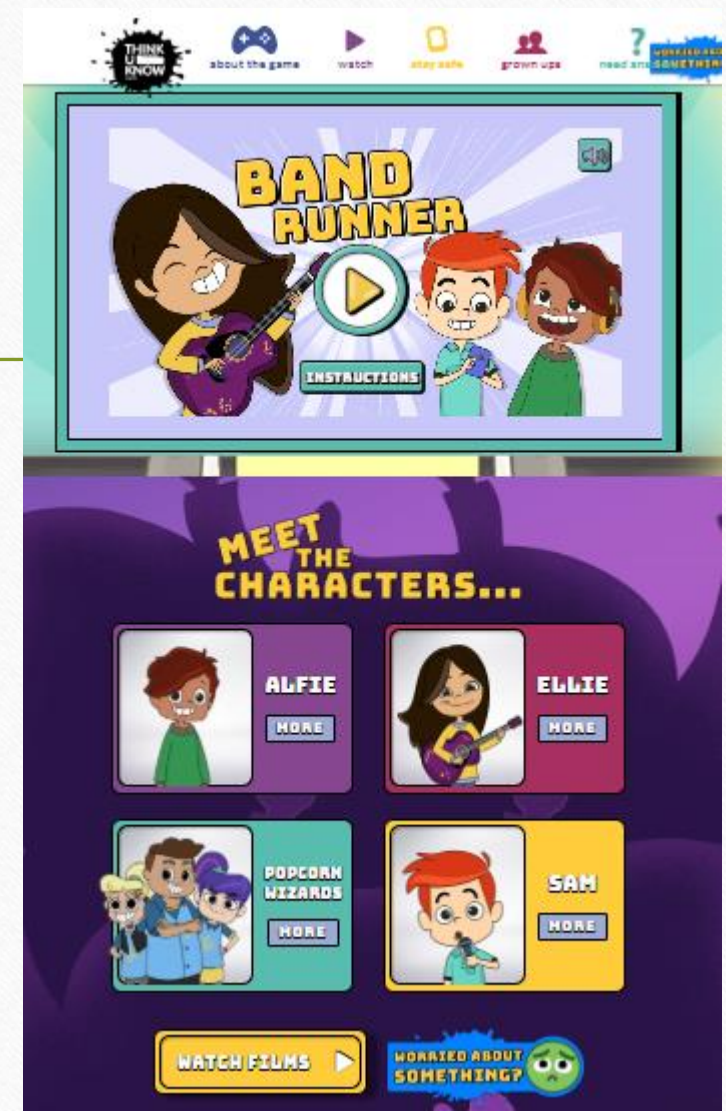 THINK
U
KNOW
about the game
watch
stay safe
grown ups
need
WORRIED ABOUT
SOMETHING
BAND
RUNNER
INSTRUCTIONS
MEET
THE
CHARACTERS...
ALFIE
MORE
ELLIE
MORE
POPCORN
WIZARDS
MORE
SAM
MORE
WATCH FILMS
WORRIED ABOUT
SOMETHING?